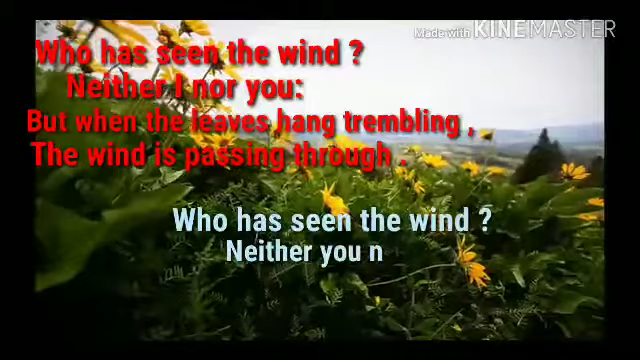 Made with KINEMASTER
Who has seen the wind ?
Neither I nor you:
But when the leaves hang trembling ,
The wind is passing through .
Who has seen the wind ?
Neither you n